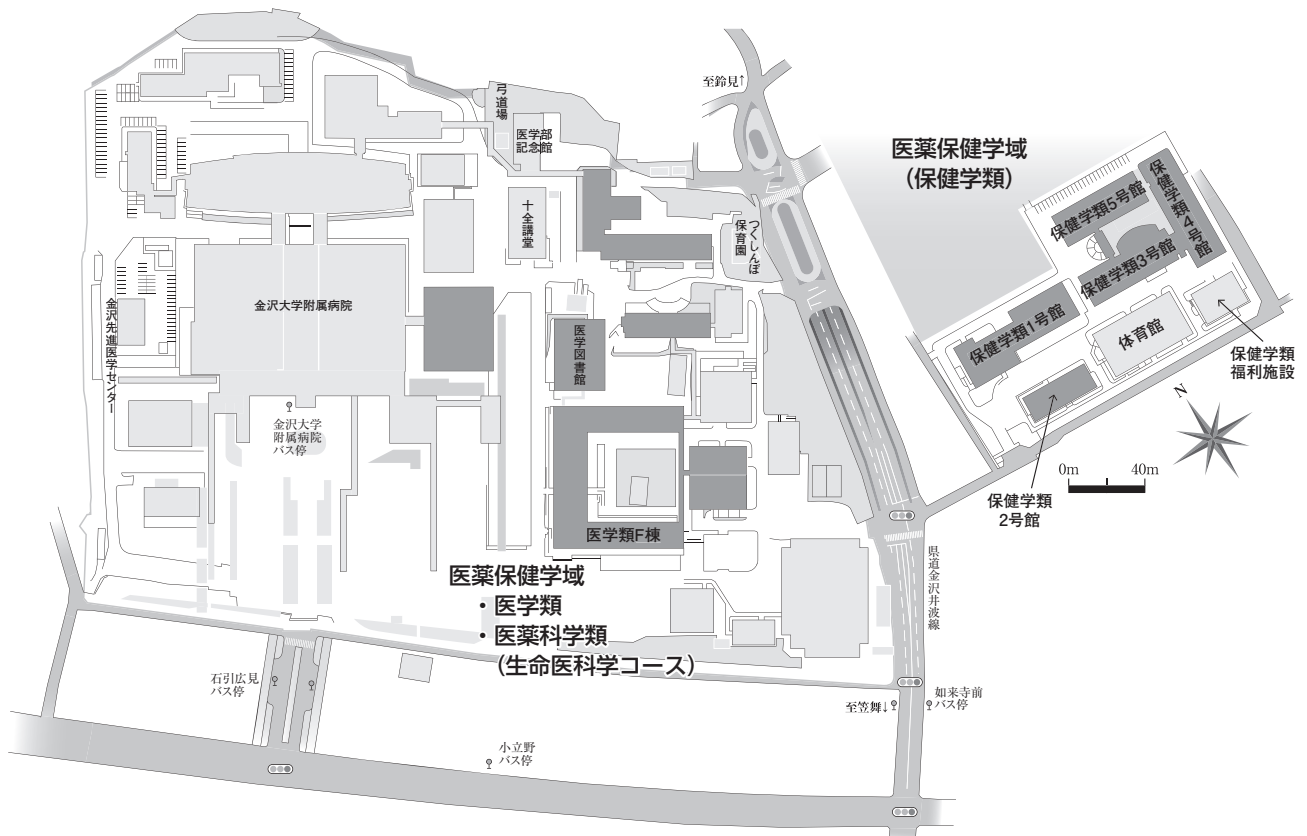 至鈴見↑
弓道場
医学部
記念館
十全講堂
つくしんぼ
保育園
金沢大学附属病院
金沢先進医学センター
医学図書館
金沢大学
附属病院
バス停
医学類F棟
医薬保健学域
・医学類
・医薬科学類
(生命医科学コース)
石引広見
バス停
小立野
バス停
至笠舞↓
如来寺前
バス停
県道金沢井波線
医薬保健学域
(保健学類)
保健学類5号館
保健学類4号館
保健学類3号館
保健学類1号館
体育館
保健学類
福利施設
保健学類
2号館
N
0m 40m